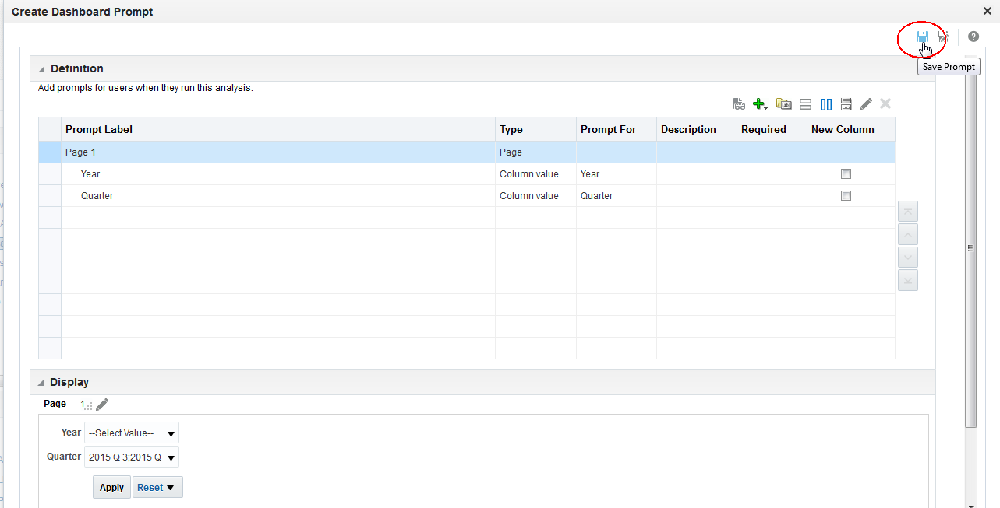 Create Dashboard Prompt
Save Prompt
Definition
Add prompts for users when they run this analysis.
Prompt Label Type Prompt For Description Required New Column
Page 1 Page
Year Column value Year
Quarter Column value Quarter
Display
Page 1
Year --Select Value--
Quarter 2015 Q 3;2015 Q
Apply Reset